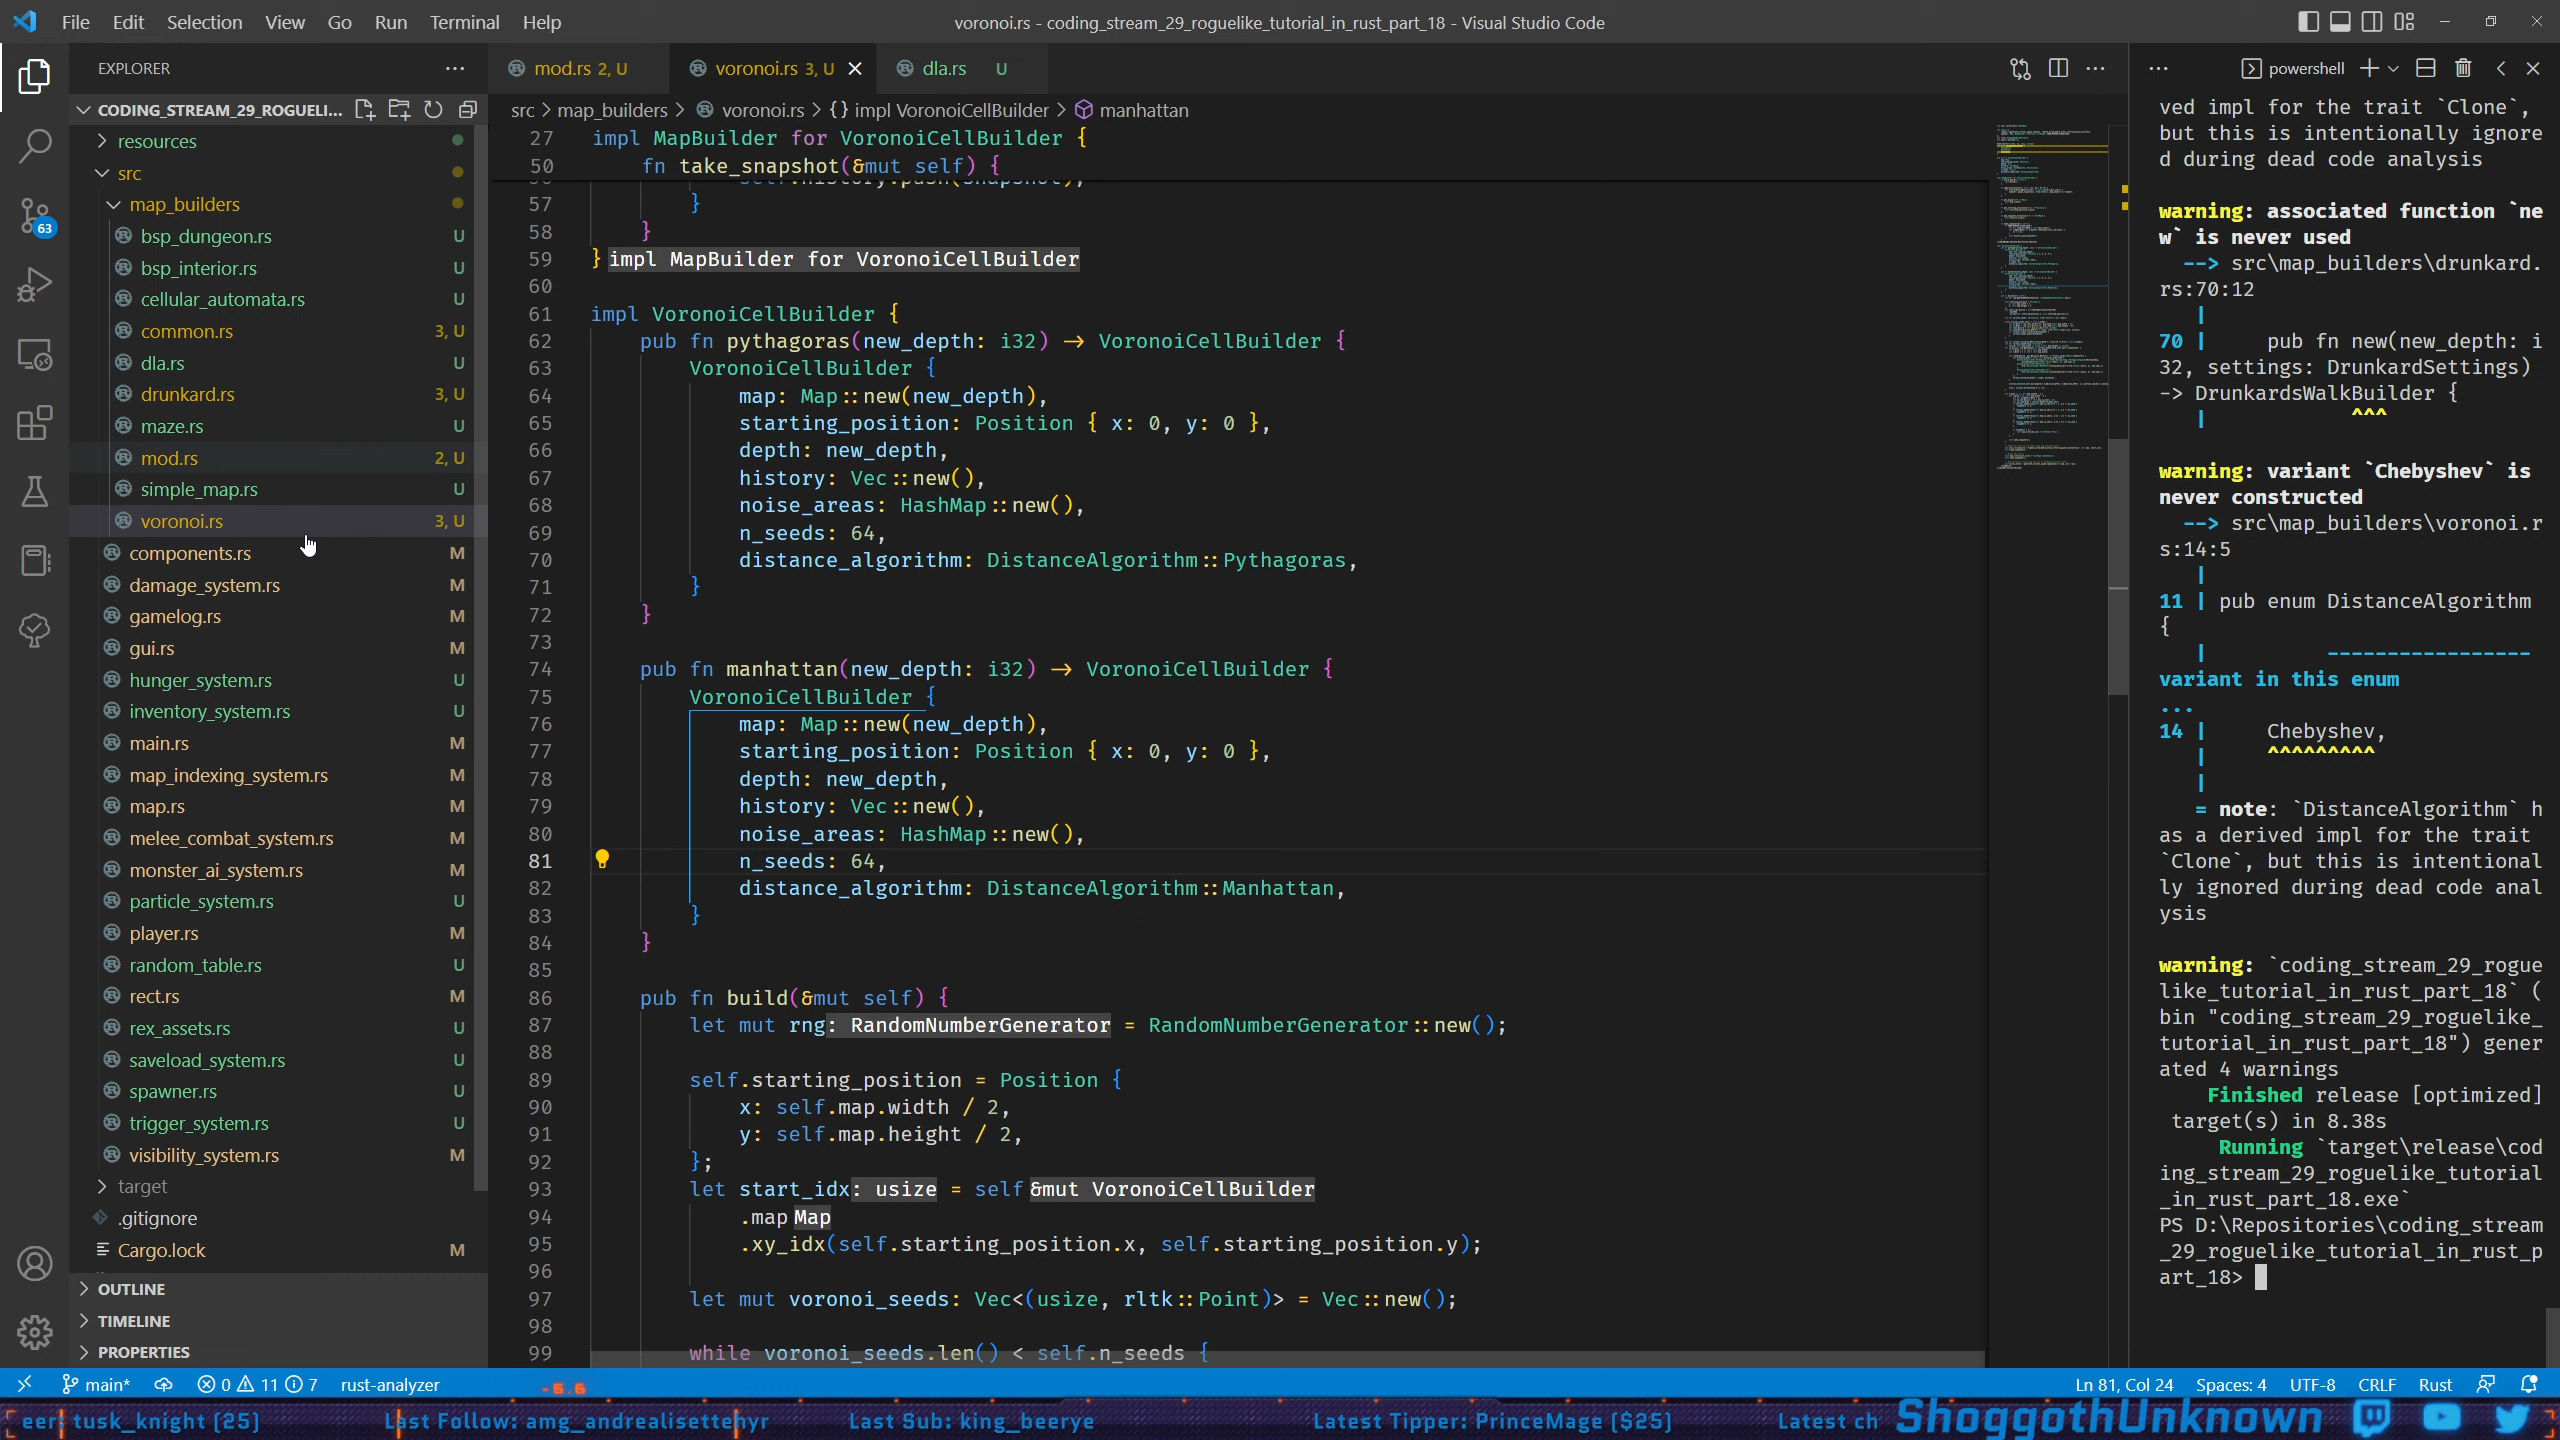 File Edit Selection View Go Run Terminal Help
voronoi.rs - coding_stream_29_roguelike_tutorial_in_rust_part_18 - Visual Studio Code
EXPLORER
CODING_STREAM_29_ROGUELI...
resources
src
map_builders
bsp_dungeon.rs U
bsp_interior.rs U
cellular_automata.rs U
common.rs 3, U
dla.rs U
drunkard.rs 3, U
maze.rs U
mod.rs 2, U
simple_map.rs U
voronoi.rs 3, U
components.rs M
damage_system.rs M
gamelog.rs M
gui.rs M
hunger_system.rs U
inventory_system.rs U
main.rs M
map_indexing_system.rs M
map.rs M
melee_combat_system.rs M
monster_ai_system.rs M
particle_system.rs U
player.rs M
random_table.rs U
rect.rs M
rex_assets.rs U
saveload_system.rs U
spawner.rs U
trigger_system.rs U
visibility_system.rs M
target
.gitignore
Cargo.lock M
OUTLINE
TIMELINE
PROPERTIES
63
mod.rs 2, U
voronoi.rs 3, U
dla.rs U
src > map_builders > voronoi.rs > {} impl VoronoiCellBuilder > manhattan
27 impl MapBuilder for VoronoiCellBuilder {
50 fn take_snapshot(&mut self) {
57 }
58 }
59 } impl MapBuilder for VoronoiCellBuilder
60
61 impl VoronoiCellBuilder {
62 pub fn pythagoras(new_depth: i32) → VoronoiCellBuilder {
63 VoronoiCellBuilder {
64 map: Map::new(new_depth),
65 starting_position: Position { x: 0, y: 0 },
66 depth: new_depth,
67 history: Vec::new(),
68 noise_areas: HashMap::new(),
69 n_seeds: 64,
70 distance_algorithm: DistanceAlgorithm::Pythagoras,
71 }
72 }
73
74 pub fn manhattan(new_depth: i32) → VoronoiCellBuilder {
75 VoronoiCellBuilder {
76 map: Map::new(new_depth),
77 starting_position: Position { x: 0, y: 0 },
78 depth: new_depth,
79 history: Vec::new(),
80 noise_areas: HashMap::new(),
81 n_seeds: 64,
82 distance_algorithm: DistanceAlgorithm::Manhattan,
83 }
84 }
85
86 pub fn build(&mut self) {
87 let mut rng: RandomNumberGenerator = RandomNumberGenerator::new();
88
89 self.starting_position = Position {
90 x: self.map.width / 2,
91 y: self.map.height / 2,
92 };
93 let start_idx: usize = self &mut VoronoiCellBuilder
94 .map Map
95 .xy_idx(self.starting_position.x, self.starting_position.y);
96
97 let mut voronoi_seeds: Vec<(usize, rltk::Point)> = Vec::new();
98
99 while voronoi_seeds.len() < self.n_seeds {
powershell
ved impl for the trait `Clone`,
but this is intentionally ignore
d during dead code analysis
warning: associated function `ne
w` is never used
--> src\map_builders\drunkard.
rs:70:12
|
70 | pub fn new(new_depth: i
32, settings: DrunkardSettings)
-> DrunkardsWalkBuilder {
| ^^^
warning: variant `Chebyshev` is
never constructed
--> src\map_builders\voronoi.r
s:14:5
|
11 | pub enum DistanceAlgorithm
{
| -----------------
variant in this enum
...
14 | Chebyshev,
| ^^^^^^^^^
|
= note: `DistanceAlgorithm` h
as a derived impl for the trait
`Clone`, but this is intentional
ly ignored during dead code anal
ysis
warning: `coding_stream_29_rogue
like_tutorial_in_rust_part_18` (
bin "coding_stream_29_roguelike_
tutorial_in_rust_part_18") gener
ated 4 warnings
Finished release [optimized]
target(s) in 8.38s
Running `target\release\cod
ing_stream_29_roguelike_tutorial
_in_rust_part_18.exe`
PS D:\Repositories\coding_stream
_29_roguelike_tutorial_in_rust_p
art_18>
main* 0 11 7 rust-analyzer -5.6 Ln 81, Col 24 Spaces: 4 UTF-8 CRLF Rust
eer: tusk_knight (25) Last Follow: amg_andrealisettehyr Last Sub: king_beerye Latest Tipper: PrinceMage ($25) Latest ch ShoggothUnknown